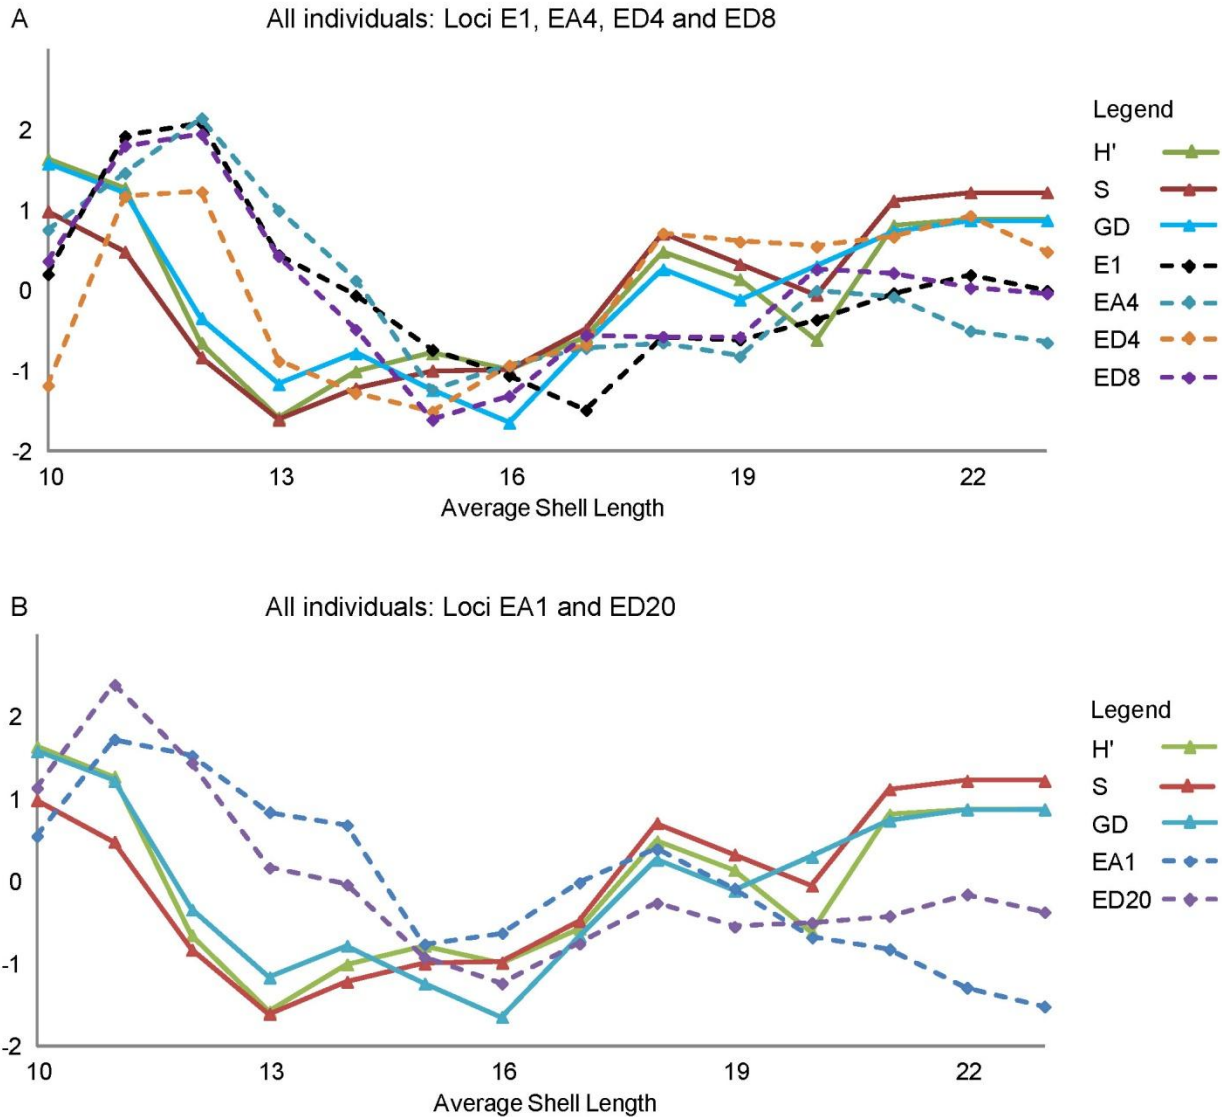 A
All individuals: Loci E1, EA4, ED4 and ED8
2
1
0
-1
-2
10 13 16 19 22
Average Shell Length
Legend
H'
S
GD
E1
EA4
ED4
ED8
B
All individuals: Loci EA1 and ED20
2
1
0
-1
-2
10 13 16 19 22
Average Shell Length
Legend
H'
S
GD
EA1
ED20